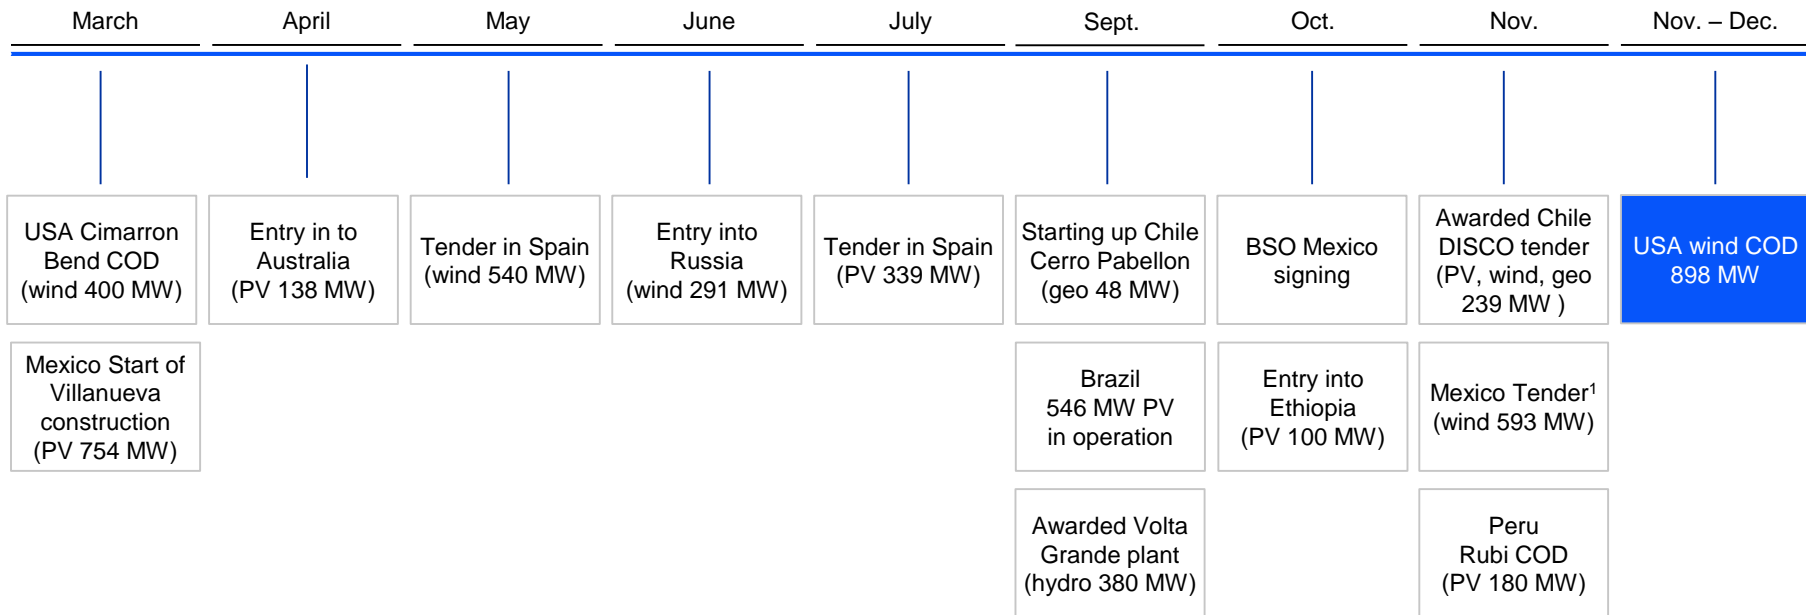 March
April
May
June
July
Sept.
Oct.
Nov.
Nov. – Dec.
USA Cimarron
Bend COD
(wind 400 MW)
Entry in to
Australia
(PV 138 MW)
Tender in Spain
(wind 540 MW)
Entry into
Russia
(wind 291 MW)
Tender in Spain
(PV 339 MW)
Starting up Chile
Cerro Pabellon
(geo 48 MW)
BSO Mexico
signing
Awarded Chile
DISCO tender
(PV, wind, geo
239 MW )
USA wind COD
898 MW
Mexico Start of
Villanueva
construction
(PV 754 MW)
Brazil
546 MW PV
in operation
Entry into
Ethiopia
(PV 100 MW)
Mexico Tender¹
(wind 593 MW)
Awarded Volta
Grande plant
(hydro 380 MW)
Peru
Rubi COD
(PV 180 MW)